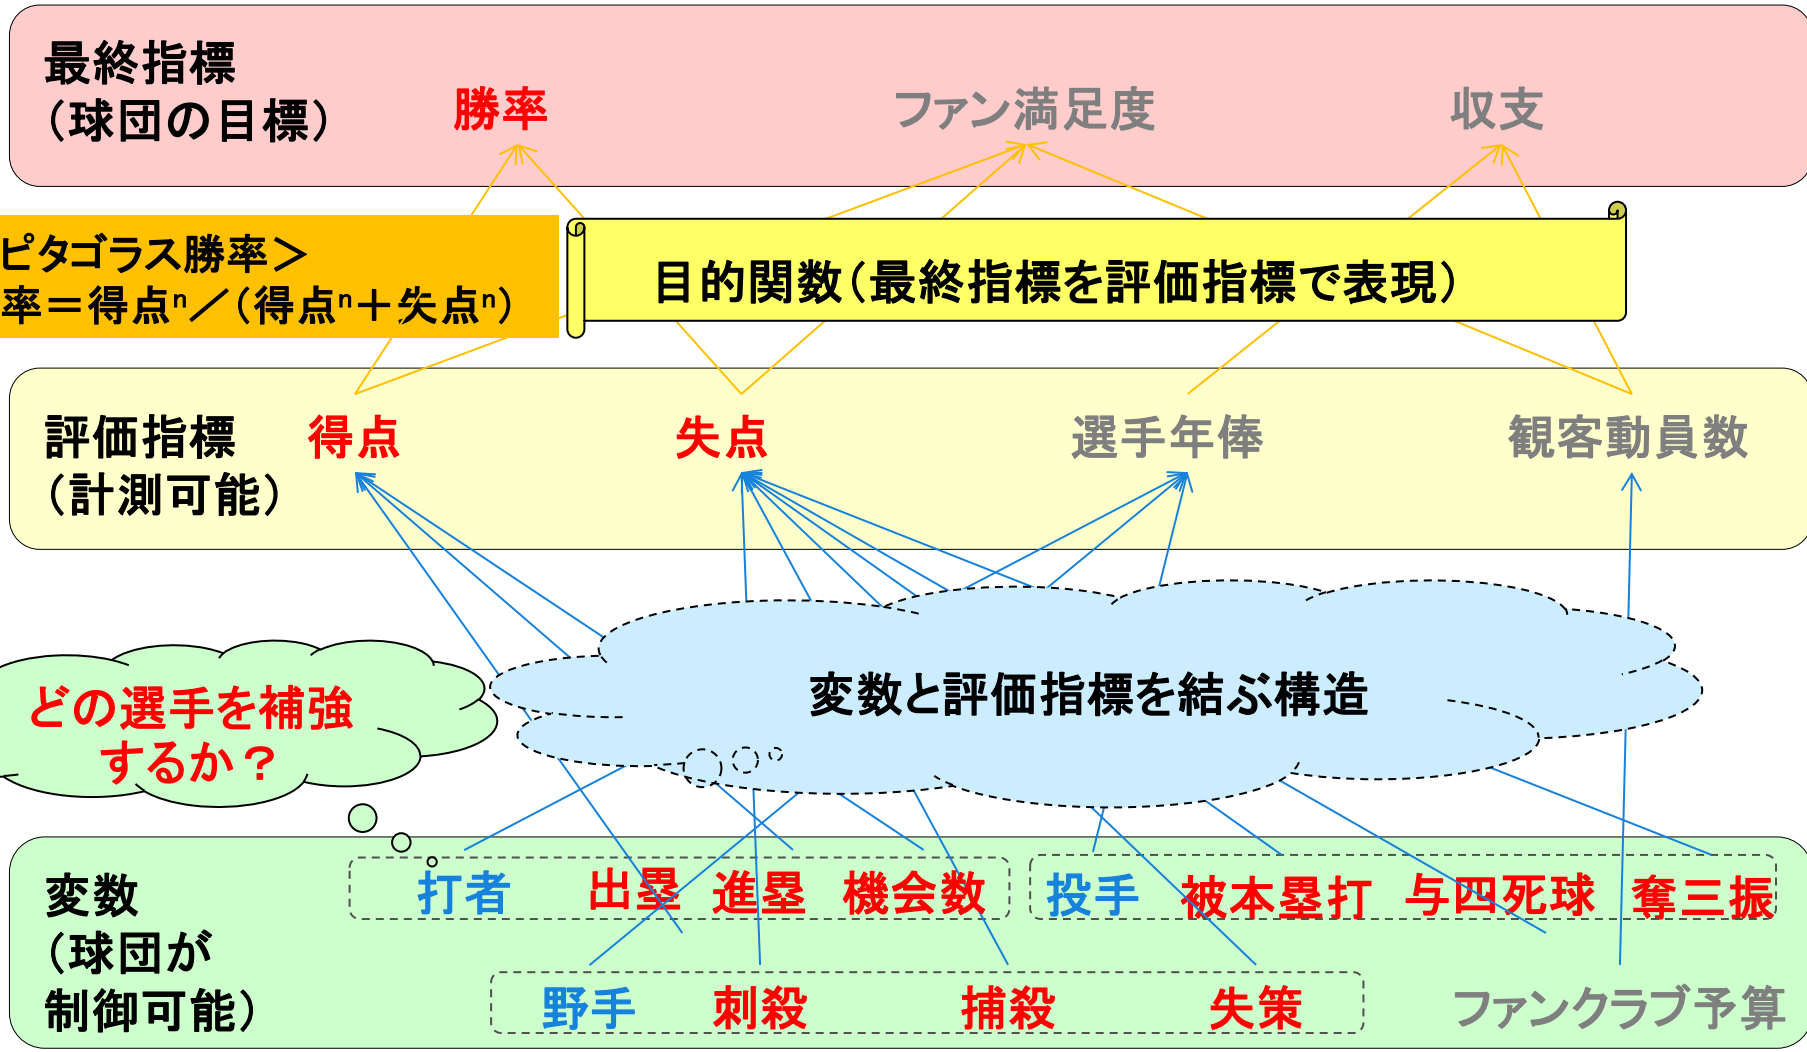 最終指標
（球団の目標）
勝率
ファン満足度
収支
ピタゴラス勝率＞
率＝得点ⁿ／（得点ⁿ＋失点ⁿ）
目的関数（最終指標を評価指標で表現）
評価指標
（計測可能）
得点
失点
選手年俸
観客動員数
変数と評価指標を結ぶ構造
どの選手を補強
するか？
変数
（球団が
制御可能）
打者
出塁
進塁
機会数
投手
被本塁打
与四死球
奪三振
野手
刺殺
捕殺
失策
ファンクラブ予算